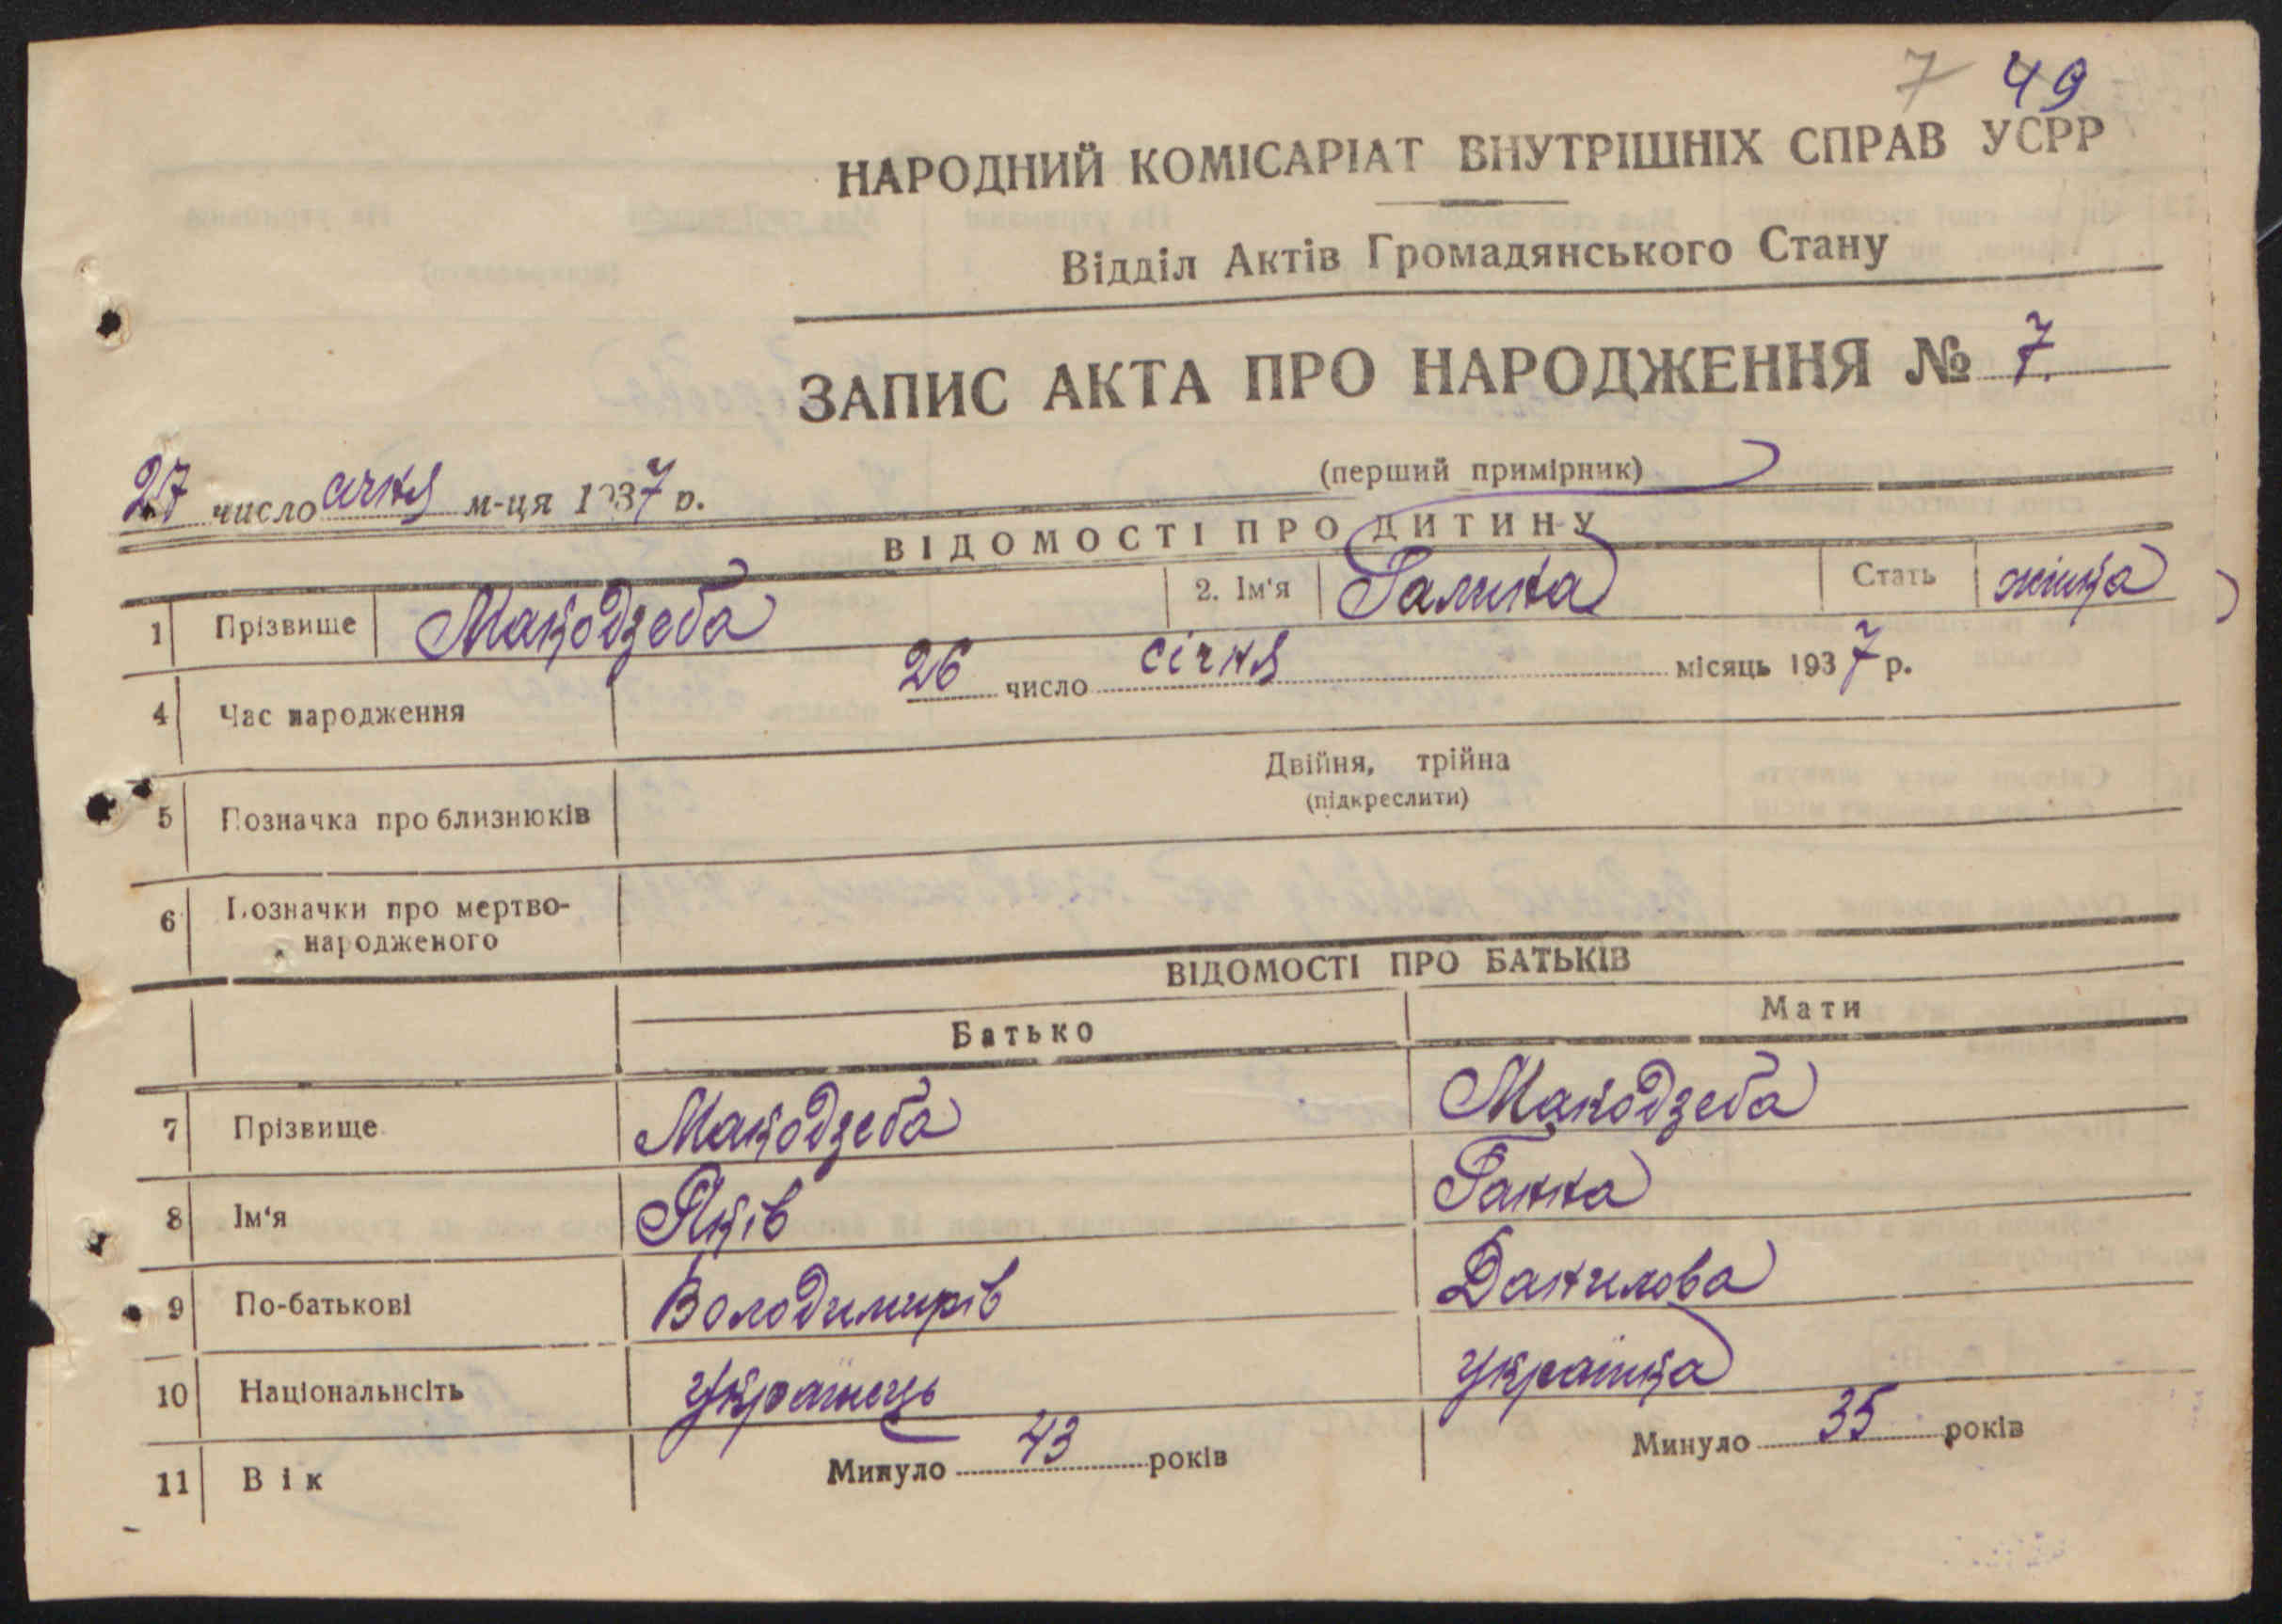 7 49
НАРОДНИЙ КОМІСАРІАТ ВНУТРІШНІХ СПРАВ УСРР
Відділ Актів Громадянського Стану
ЗАПИС АКТА ПРО НАРОДЖЕННЯ № 7.
(перший примірник)
27 число січня м-ця 1937 р.
ВІДОМОСТІ ПРО ДИТИНУ
1 Прізвище Макодзеба 2. Ім'я Галина Стать жінка
4 Час народження 26 число січня місяць 1937 р.
5 Позначка про близнюків Двійня, трійна
(підкреслити)
6 Позначки про мертво-
народженого
ВІДОМОСТІ ПРО БАТЬКІВ
Батько Мати
7 Прізвище Макодзеба Макодзеба
8 Ім'я Яків Ганна
9 По-батькові Володимирів Данилова
10 Національнсіть Українець Українка
11 Вік Минуло 43 років Минуло 35 років